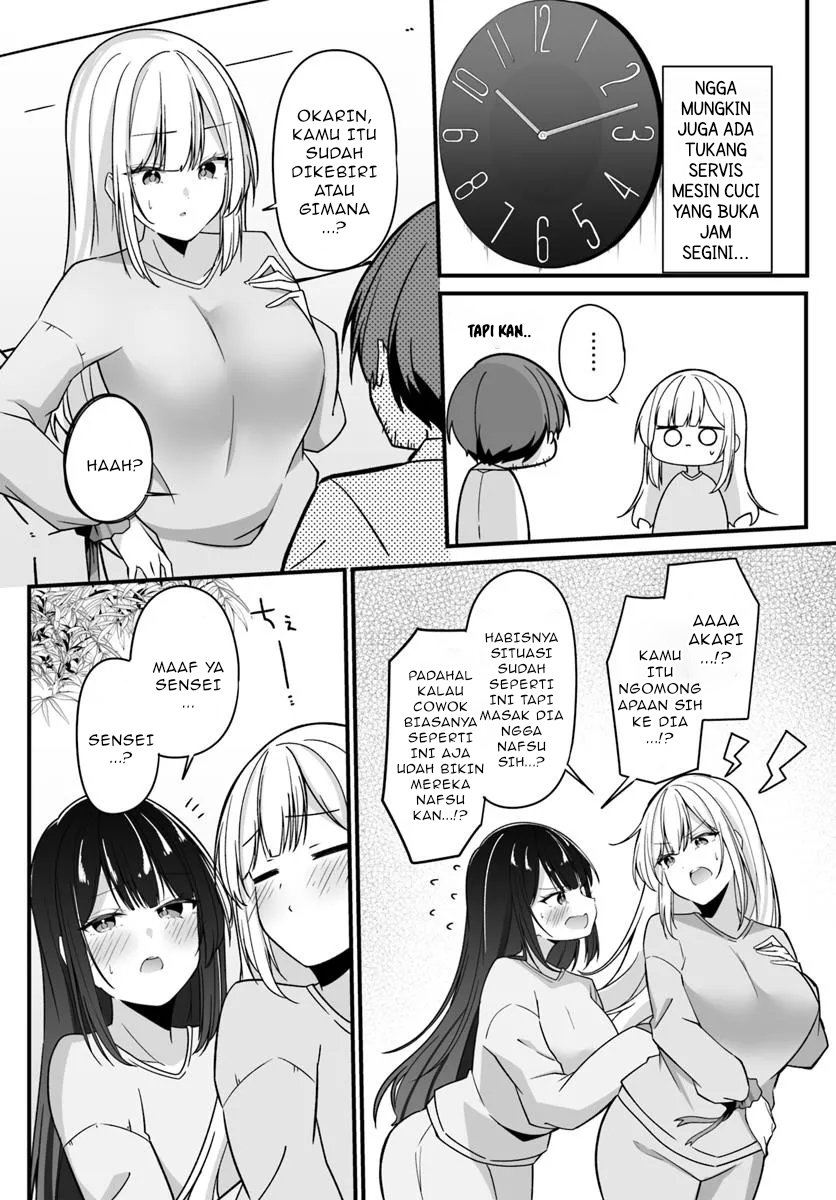 12
2
3
4
5
6
7
8
9
10
11
NGGA
MUNGKIN
JUGA ADA
TUKANG
SERVIS
MESIN CUCI
YANG BUKA
JAM
SEGINI...
OKARIN,
KAMU ITU
SUDAH
DIKEBIRI
ATAU
GIMANA
...?
......
TAPI KAN..
HAAH?
AAAA
AKARI
...!?
KAMU
ITU
NGOMONG
APAAN SIH
KE DIA
...!?
HABISNYA
SITUASI
SUDAH
SEPERTI
INI TAPI
MASAK DIA
NGGA
NAFSU
SIH...?
PADAHAL
KALAU
COWOK
BIASANYA
SEPERTI
INI AJA
UDAH BIKIN
MEREKA
NAFSU
KAN...!?
ちぇー
MAAF YA
SENSEI
...
SENSEI
...?